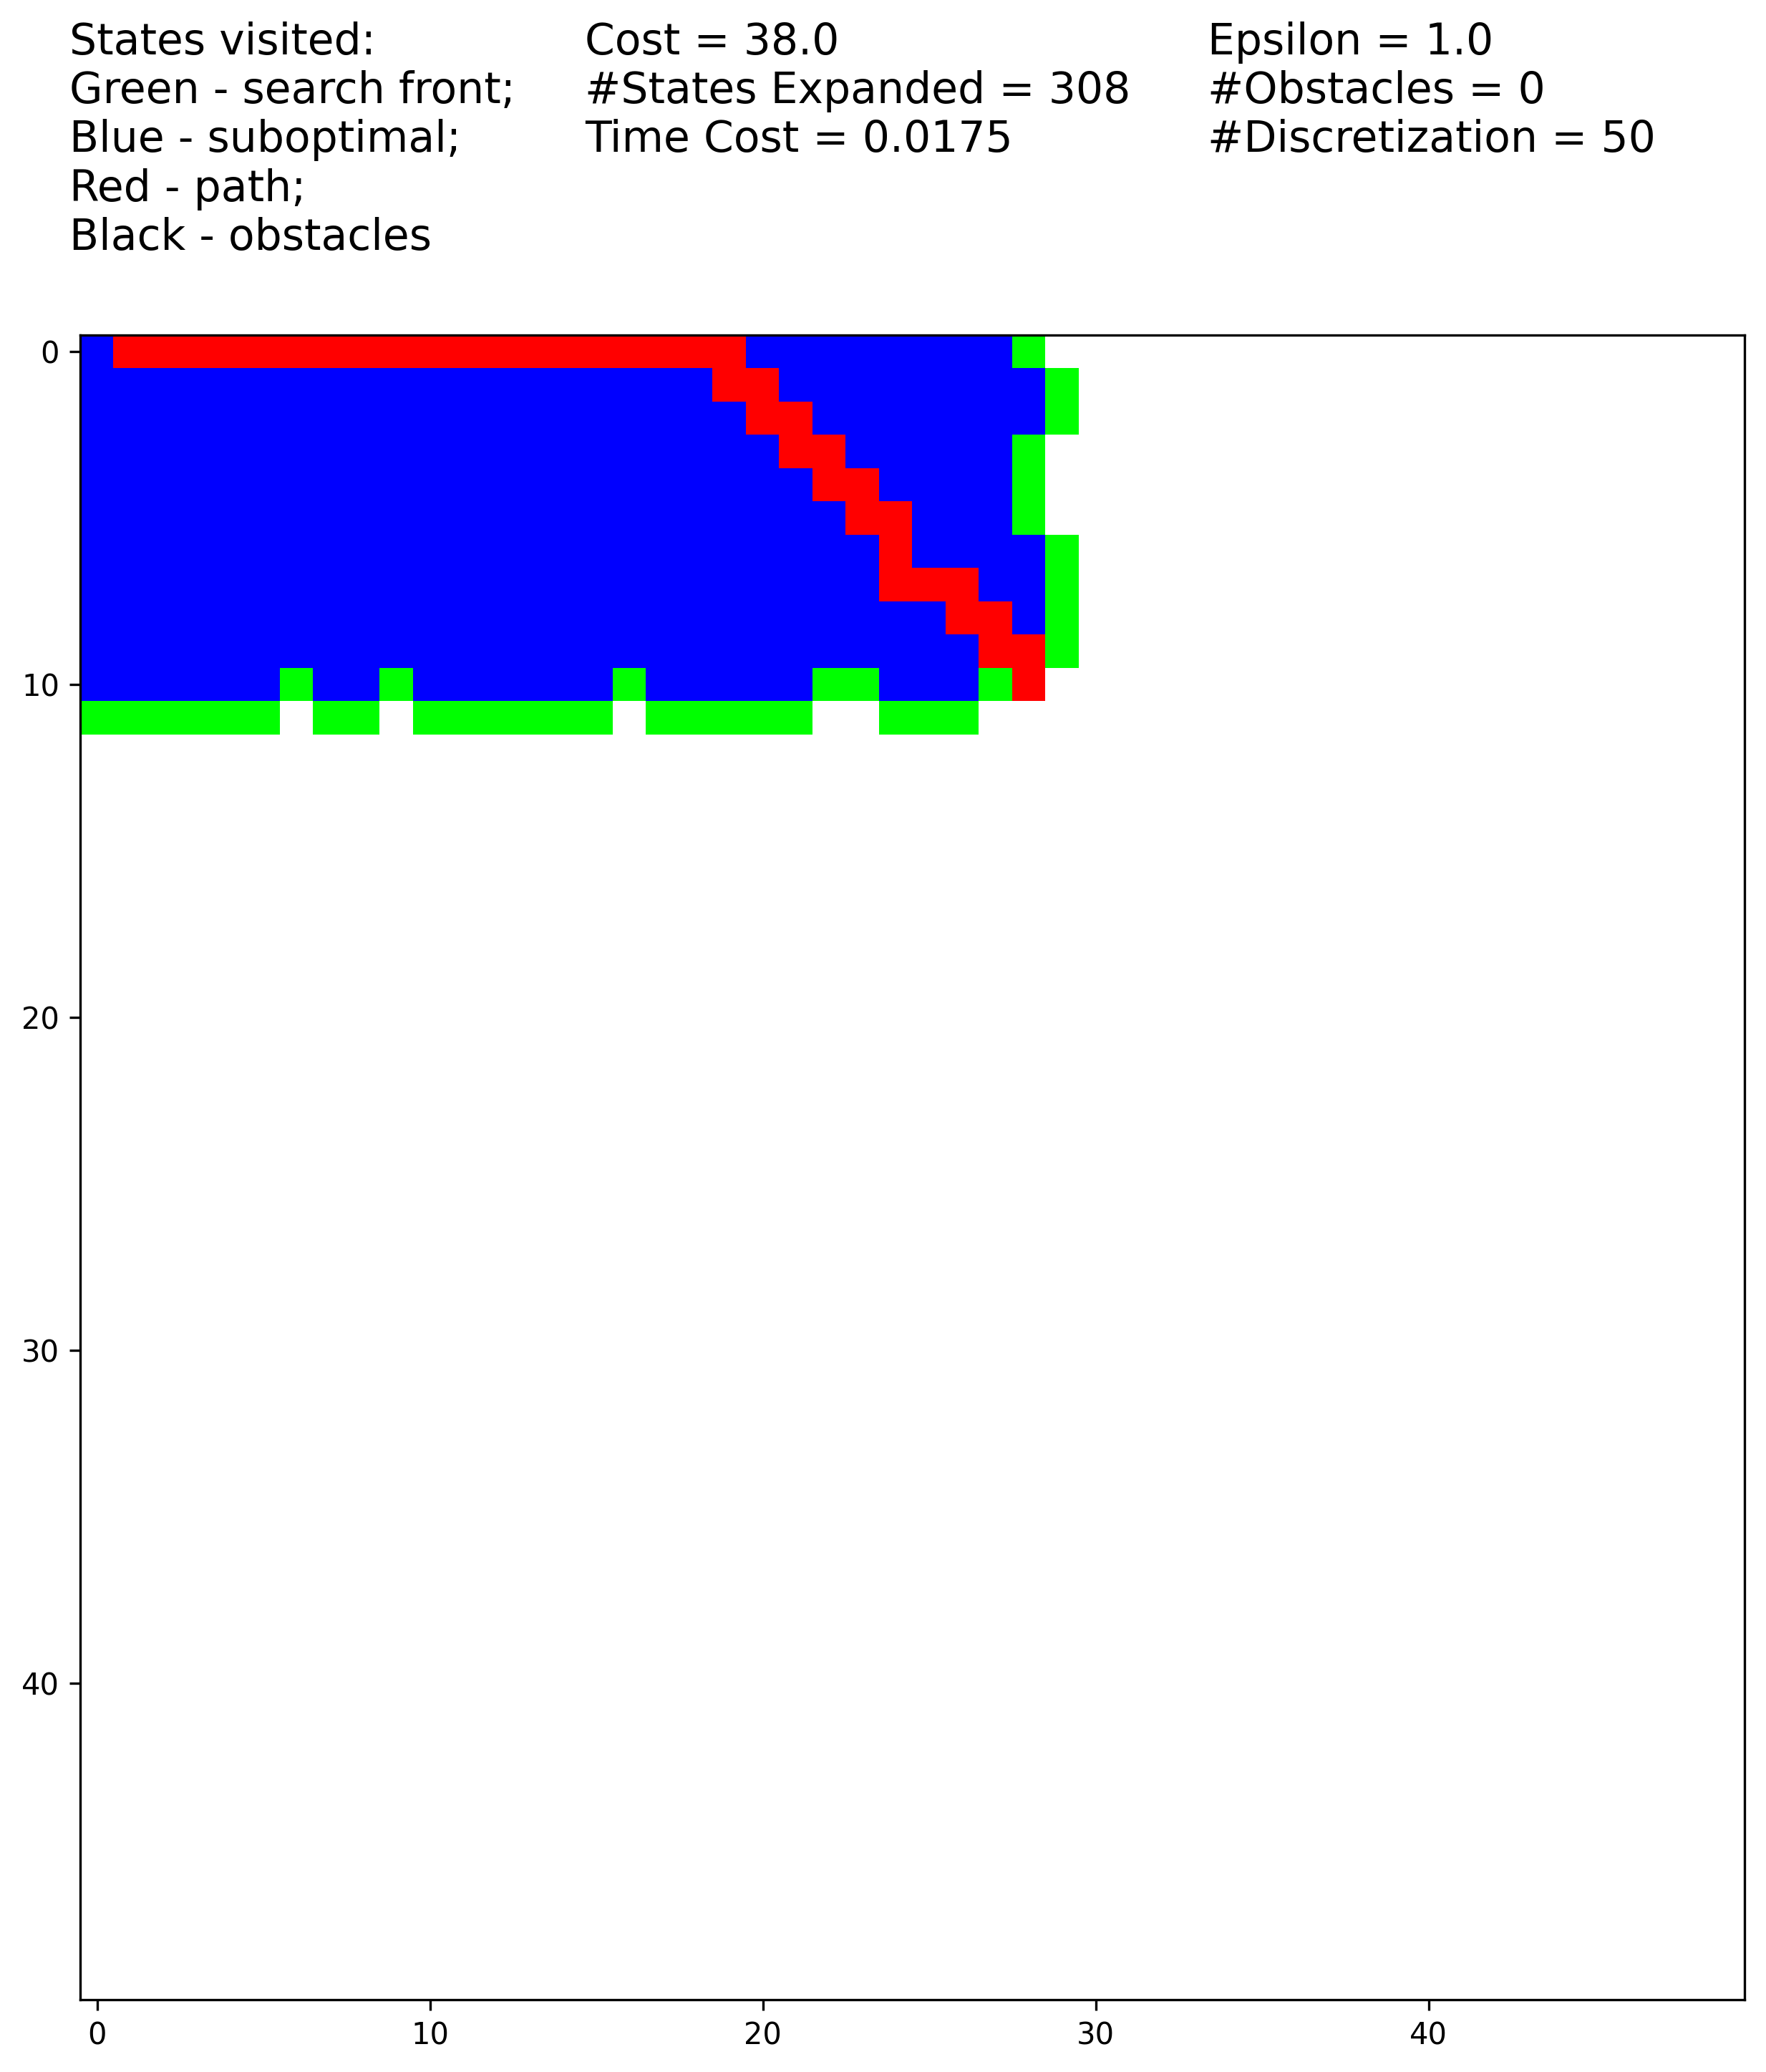 States visited:
Green - search front;
Blue - suboptimal;
Red - path;
Black - obstacles
Cost = 38.0
#States Expanded = 308
Time Cost = 0.0175
Epsilon = 1.0
#Obstacles = 0
#Discretization = 50
0
10
20
30
40
0
10
20
30
40